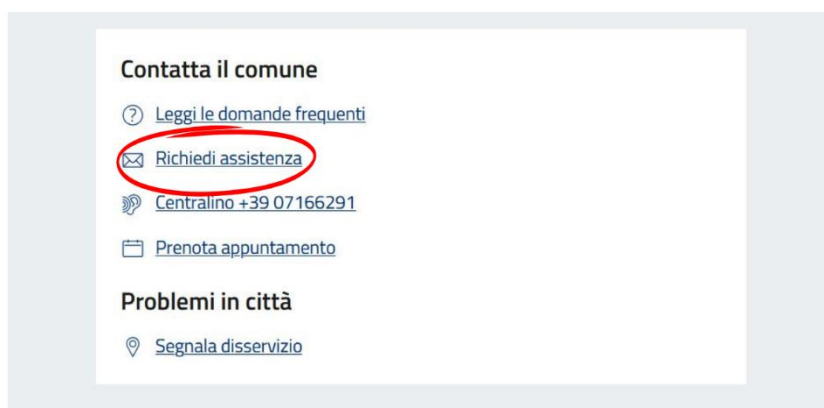 Contatta il comune
Leggi le domande frequenti
Richiedi assistenza
Centralino +39 07166291
Prenota appuntamento
Problemi in città
Segnala disservizio